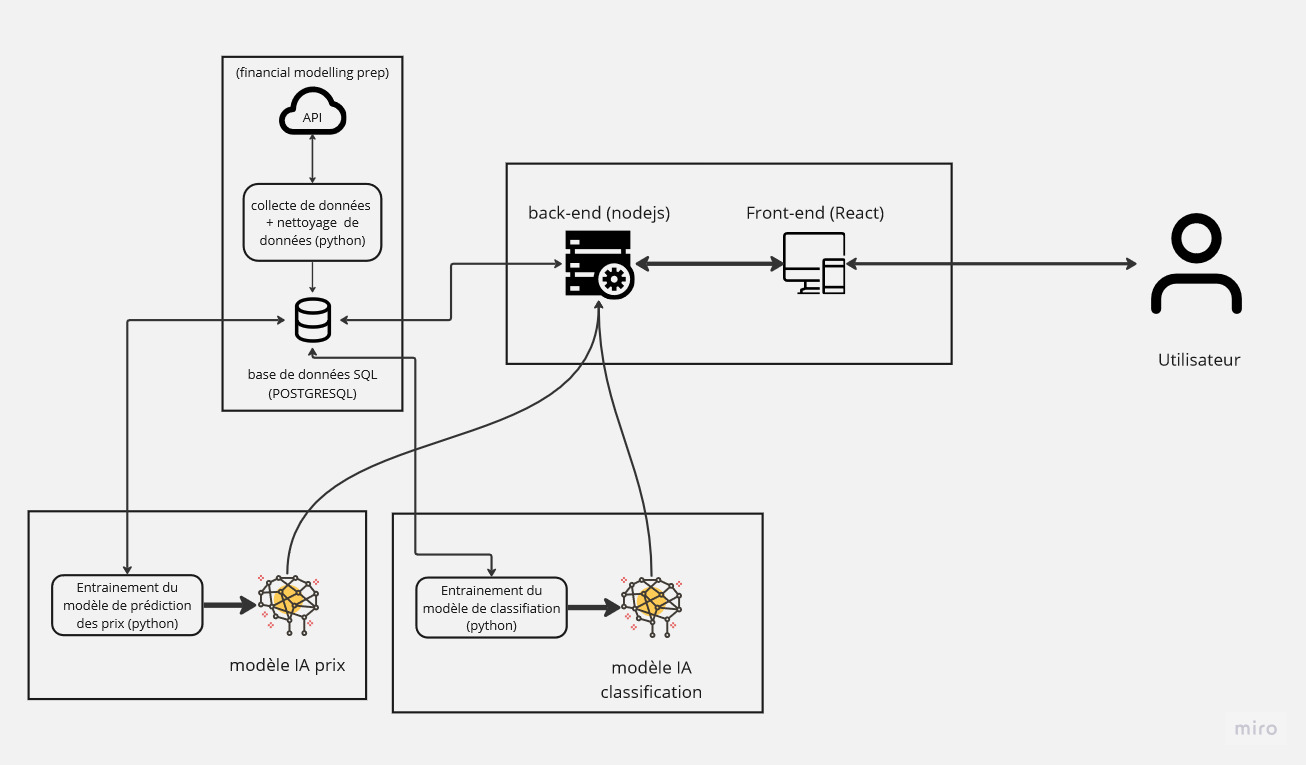 (financial modelling prep)
API
collecte de données
+ nettoyage de
données (python)
base de données SQL
(POSTGRESQL)
back-end (nodejs)
Front-end (React)
Utilisateur
Entrainement du
modèle de prédiction
des prix (python)
modèle IA prix
Entrainement du
modèle de classifiation
(python)
modèle IA
classification
miro